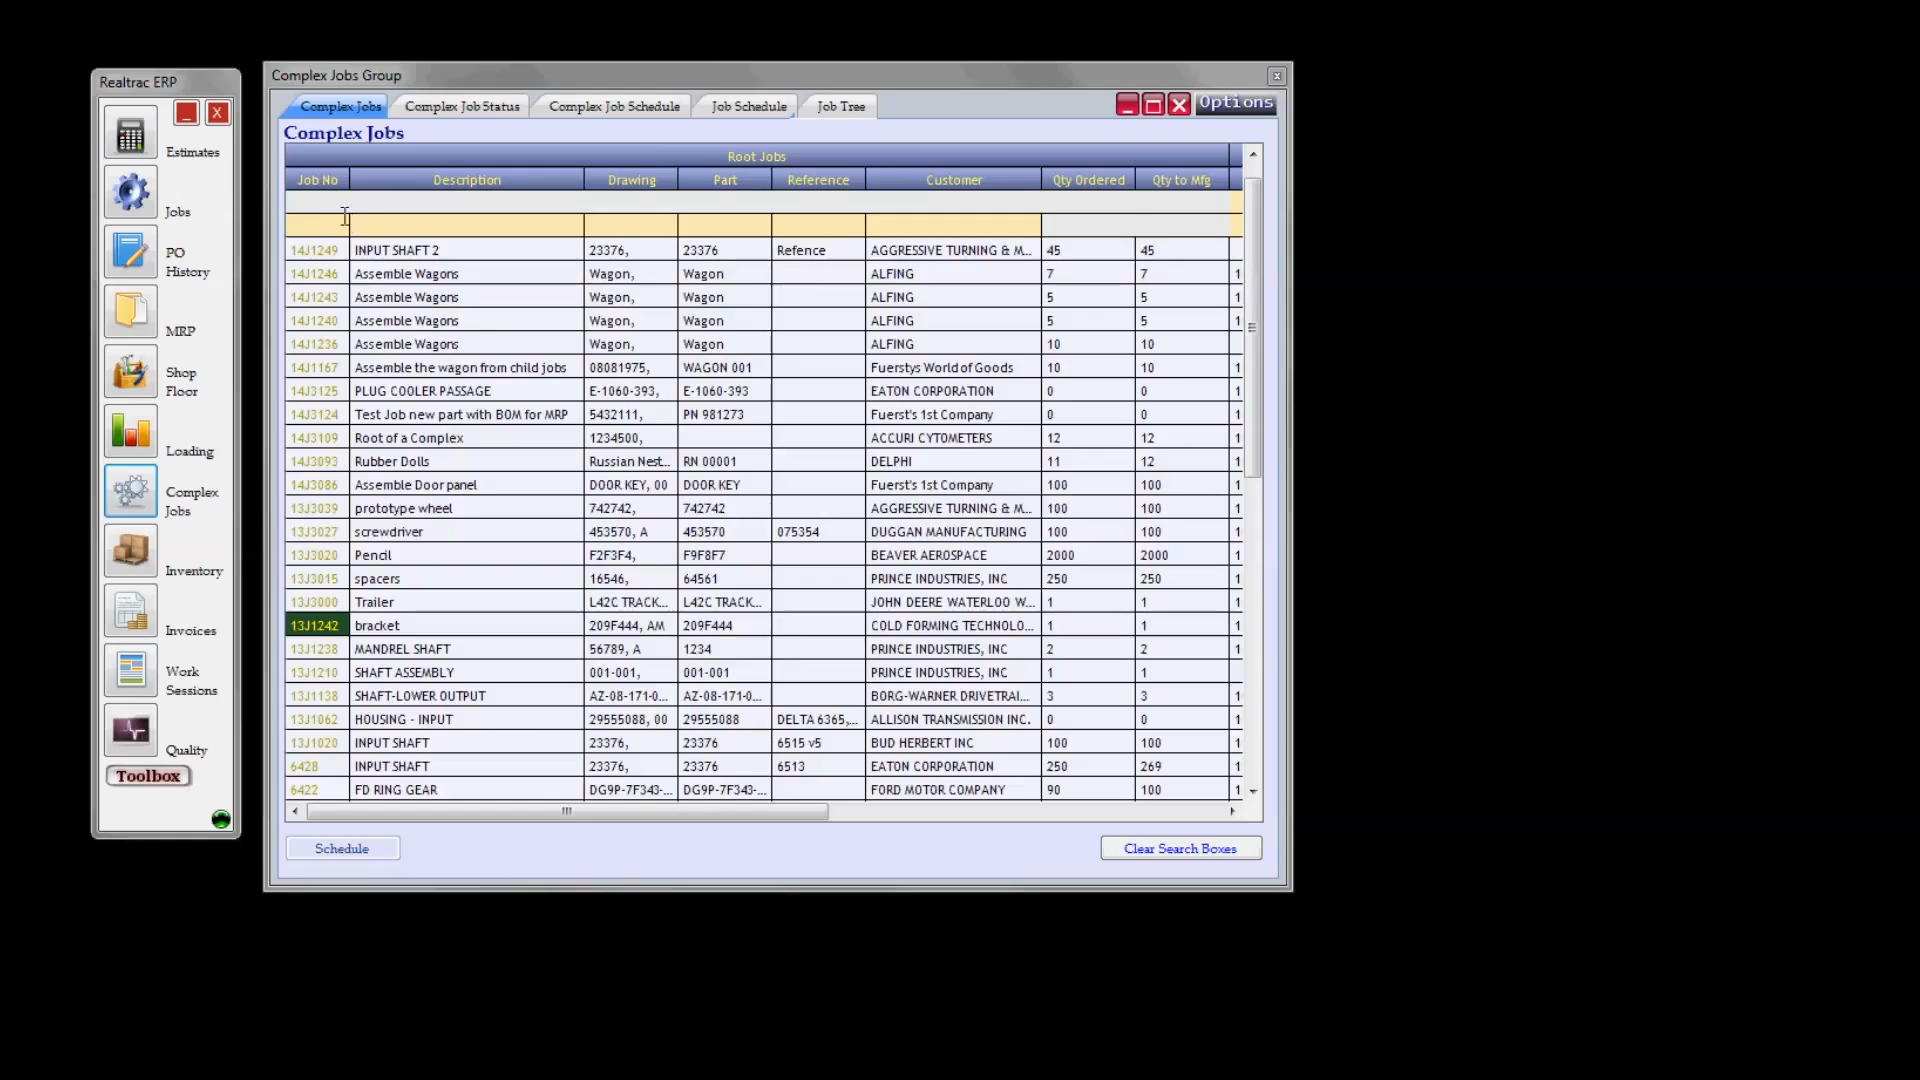 Realtrac ERP
Estimates
Jobs
PO
History
MRP
Shop
Floor
Loading
Complex
Jobs
Inventory
Invoices
Work
Sessions
Quality
Toolbox
Complex Jobs Group
Complex Jobs Complex Job Status Complex Job Schedule Job Schedule Job Tree Options
Complex Jobs
Root Jobs
Job No Description Drawing Part Reference Customer Qty Ordered Qty to Mfg
14J1249 INPUT SHAFT 2 23376, 23376 Refence AGGRESSIVE TURNING & M... 45 45
14J1246 Assemble Wagons Wagon, Wagon ALFING 7 7 1
14J1243 Assemble Wagons Wagon, Wagon ALFING 5 5 1
14J1240 Assemble Wagons Wagon, Wagon ALFING 5 5 1
14J1236 Assemble Wagons Wagon, Wagon ALFING 10 10
14J1167 Assemble the wagon from child jobs 08081975, WAGON 001 Fuerstys World of Goods 10 10 1
14J3125 PLUG COOLER PASSAGE E-1060-393, E-1060-393 EATON CORPORATION 0 0 1
14J3124 Test Job new part with BOM for MRP 5432111, PN 981273 Fuerst's 1st Company 0 0 1
14J3109 Root of a Complex 1234500, ACCURI CYTOMETERS 12 12 1
14J3093 Rubber Dolls Russian Nest... RN 00001 DELPHI 11 12 1
14J3086 Assemble Door panel DOOR KEY, 00 DOOR KEY Fuerst's 1st Company 100 100 1
13J3039 prototype wheel 742742, 742742 AGGRESSIVE TURNING & M... 100 100 1
13J3027 screwdriver 453570, A 453570 075354 DUGGAN MANUFACTURING 100 100 1
13J3020 Pencil F2F3F4, F9F8F7 BEAVER AEROSPACE 2000 2000 1
13J3015 spacers 16546, 64561 PRINCE INDUSTRIES, INC 250 250 1
13J3000 Trailer L42C TRACK... L42C TRACK... JOHN DEERE WATERLOO W... 1 1 1
13J1242 bracket 209F444, AM 209F444 COLD FORMING TECHNOLO... 1 1 1
13J1238 MANDREL SHAFT 56789, A 1234 PRINCE INDUSTRIES, INC 2 2 1
13J1210 SHAFT ASSEMBLY 001-001, 001-001 PRINCE INDUSTRIES, INC 1 1 1
13J1138 SHAFT-LOWER OUTPUT AZ-08-171-0... AZ-08-171-0... BORG-WARNER DRIVETRAI... 3 3 1
13J1062 HOUSING - INPUT 29555088, 00 29555088 DELTA 6365,... ALLISON TRANSMISSION INC. 0 0 1
13J1020 INPUT SHAFT 23376, 23376 6515 v5 BUD HERBERT INC 100 100 1
6428 INPUT SHAFT 23376, 23376 6513 EATON CORPORATION 250 269 1
6422 FD RING GEAR DG9P-7F343-... DG9P-7F343-... FORD MOTOR COMPANY 90 100 1
Schedule Clear Search Boxes